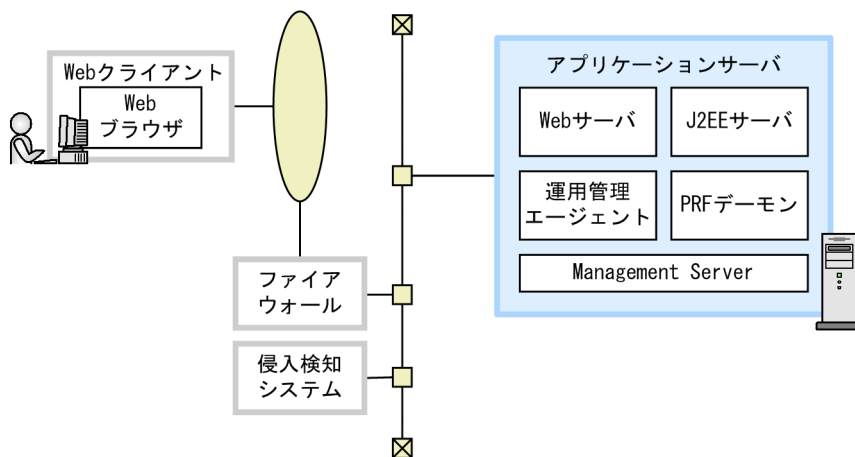 Webクライアント
Web
ブラウザ
ファイア
ウォール
侵入検知
システム
アプリケーションサーバ
Webサーバ
J2EEサーバ
運用管理
エージェント
PRFデーモン
Management Server